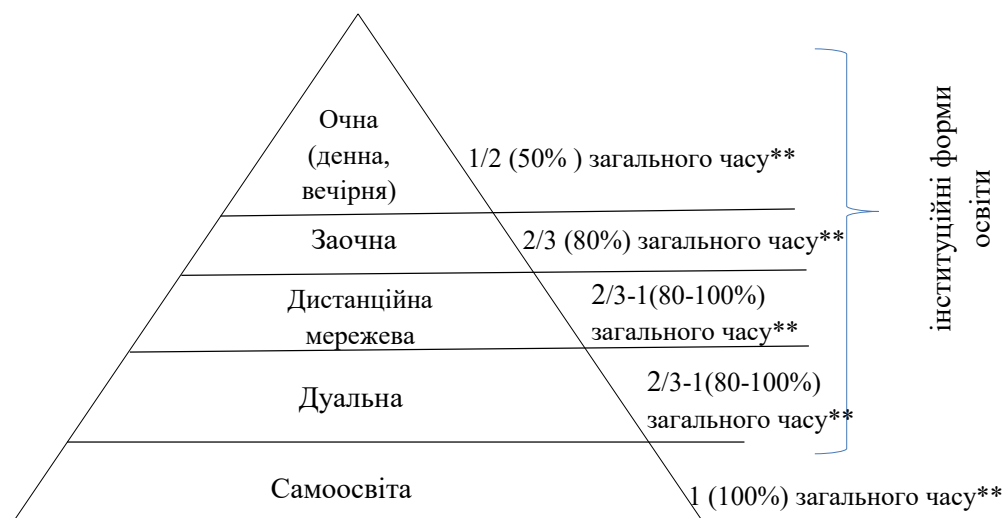 Очна
(денна,
вечірня)
1/2 (50% ) загального часу**
Заочна
2/3 (80%) загального часу**
Дистанційна
мережева
2/3-1(80-100%)
загального часу**
Дуальна
2/3-1(80-100%)
загального часу**
Самоосвіта
1 (100%) загального часу**
інституційні форми
освіти